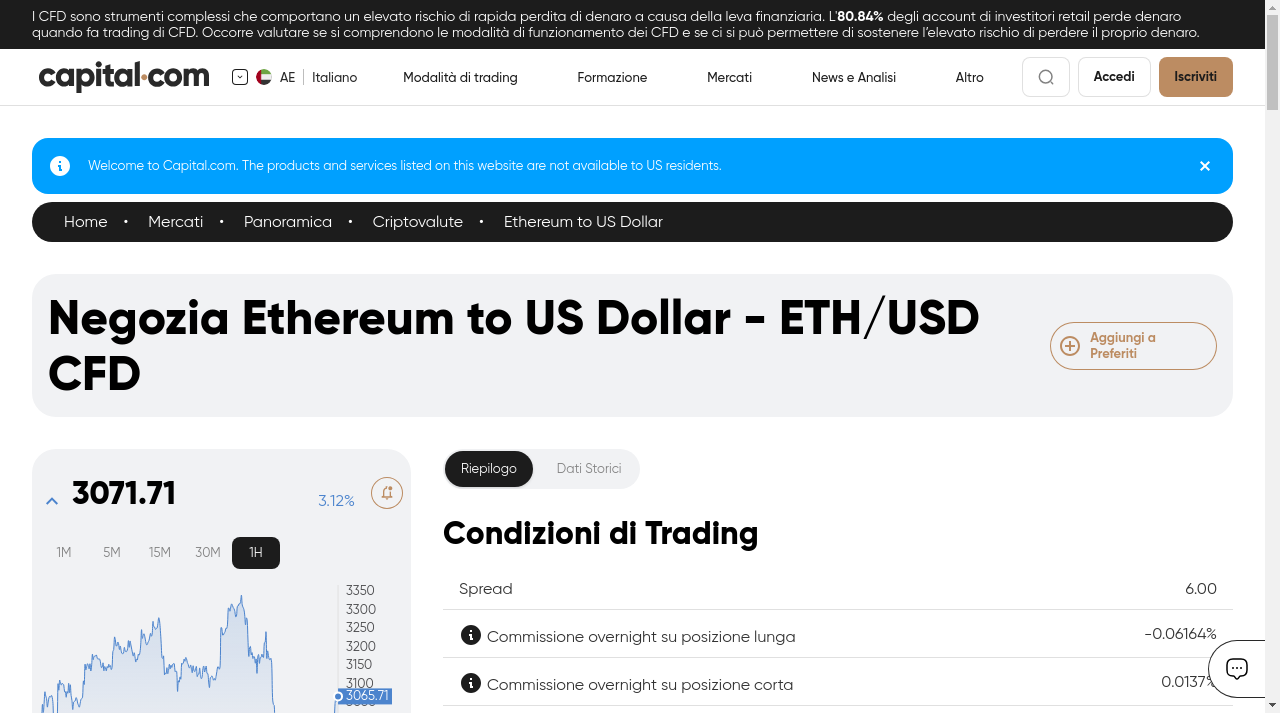 I CFD sono strumenti complessi che comportano un elevato rischio di rapida perdita di denaro a causa della leva finanziaria. L'80.84% degli account di investitori retail perde denaro
quando fa trading di CFD. Occorre valutare se si comprendono le modalità di funzionamento dei CFD e se ci si può permettere di sostenere l'elevato rischio di perdere il proprio denaro.
capital.com AE Italiano Modalità di trading Formazione Mercati News e Analisi Altro Accedi Iscriviti
Welcome to Capital.com. The products and services listed on this website are not available to US residents.
Home • Mercati • Panoramica • Criptovalute • Ethereum to US Dollar
Negozia Ethereum to US Dollar - ETH/USD
CFD
Aggiungi a
Preferiti
3071.71 3.12%
1M 5M 15M 30M 1H
3350
3300
3250
3200
3150
3100
3065.71
Riepilogo Dati Storici
Condizioni di Trading
Spread 6.00
Commissione overnight su posizione lunga -0.06164%
Commissione overnight su posizione corta 0.0137%